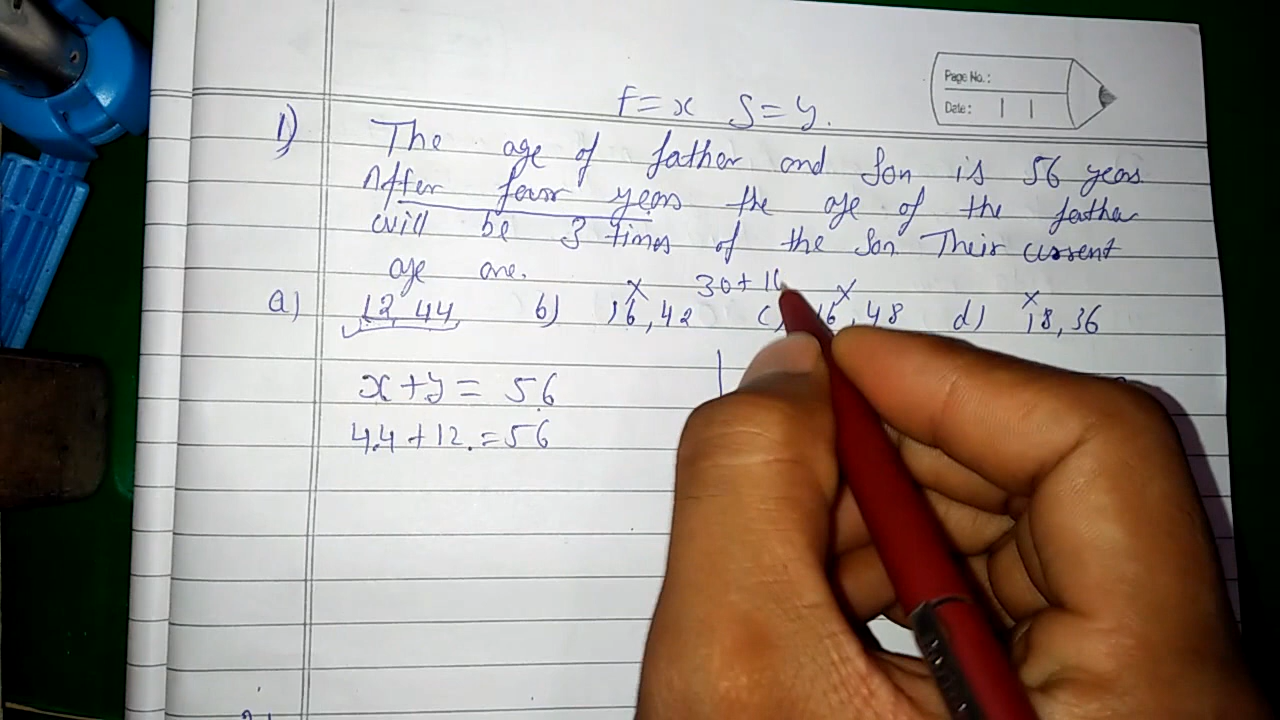 Page No.:
Date:
F=x S=y.
1) The age of father and Son is 56 years
After four years the age of the father
will be 3 times of the Son Their current
age are.
30+1
a) 12, 44 b) 16, 42 c) 16, 48 d) 18, 36
x+y = 56
44+12.=56